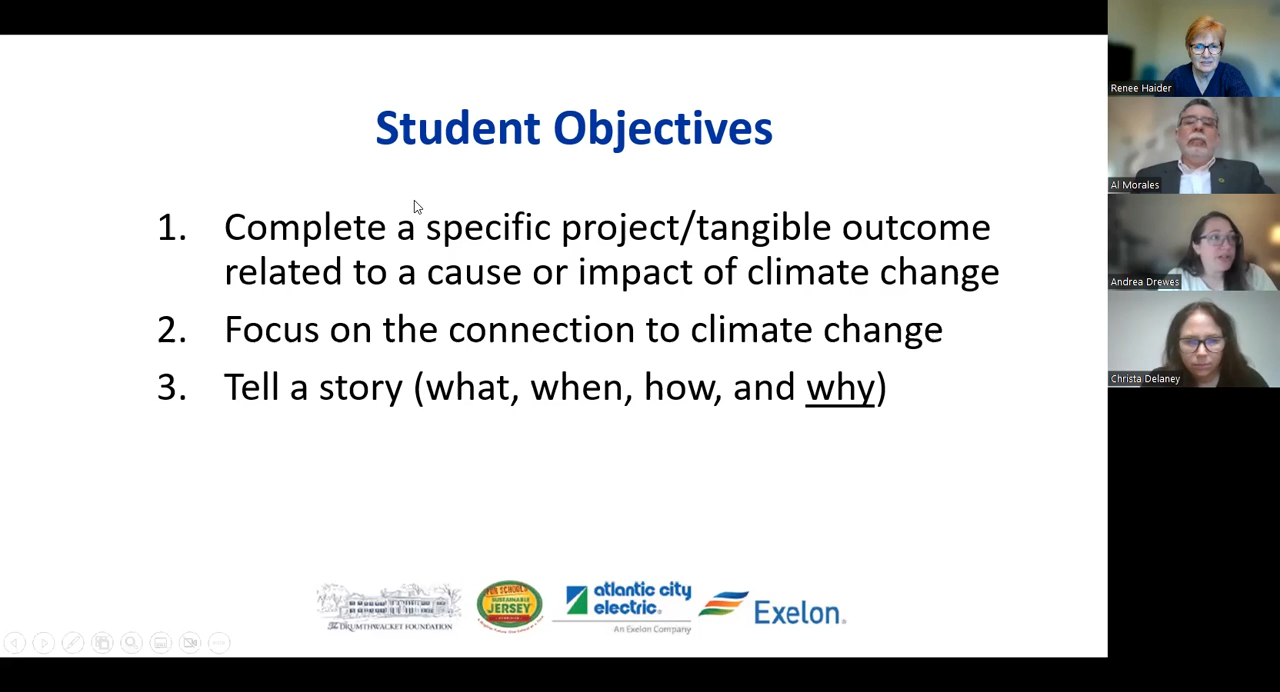 Student Objectives
1. Complete a specific project/tangible outcome
related to a cause or impact of climate change
2. Focus on the connection to climate change
3. Tell a story (what, when, how, and why)
The DRUMTHWACKET FOUNDATION
FOR SCHOOLS
SUSTAINABLE
JERSEY
atlantic city
electric®
An Exelon Company
Exelon®
Renee Haider
Al Morales
Andrea Drewes
Christa Delaney